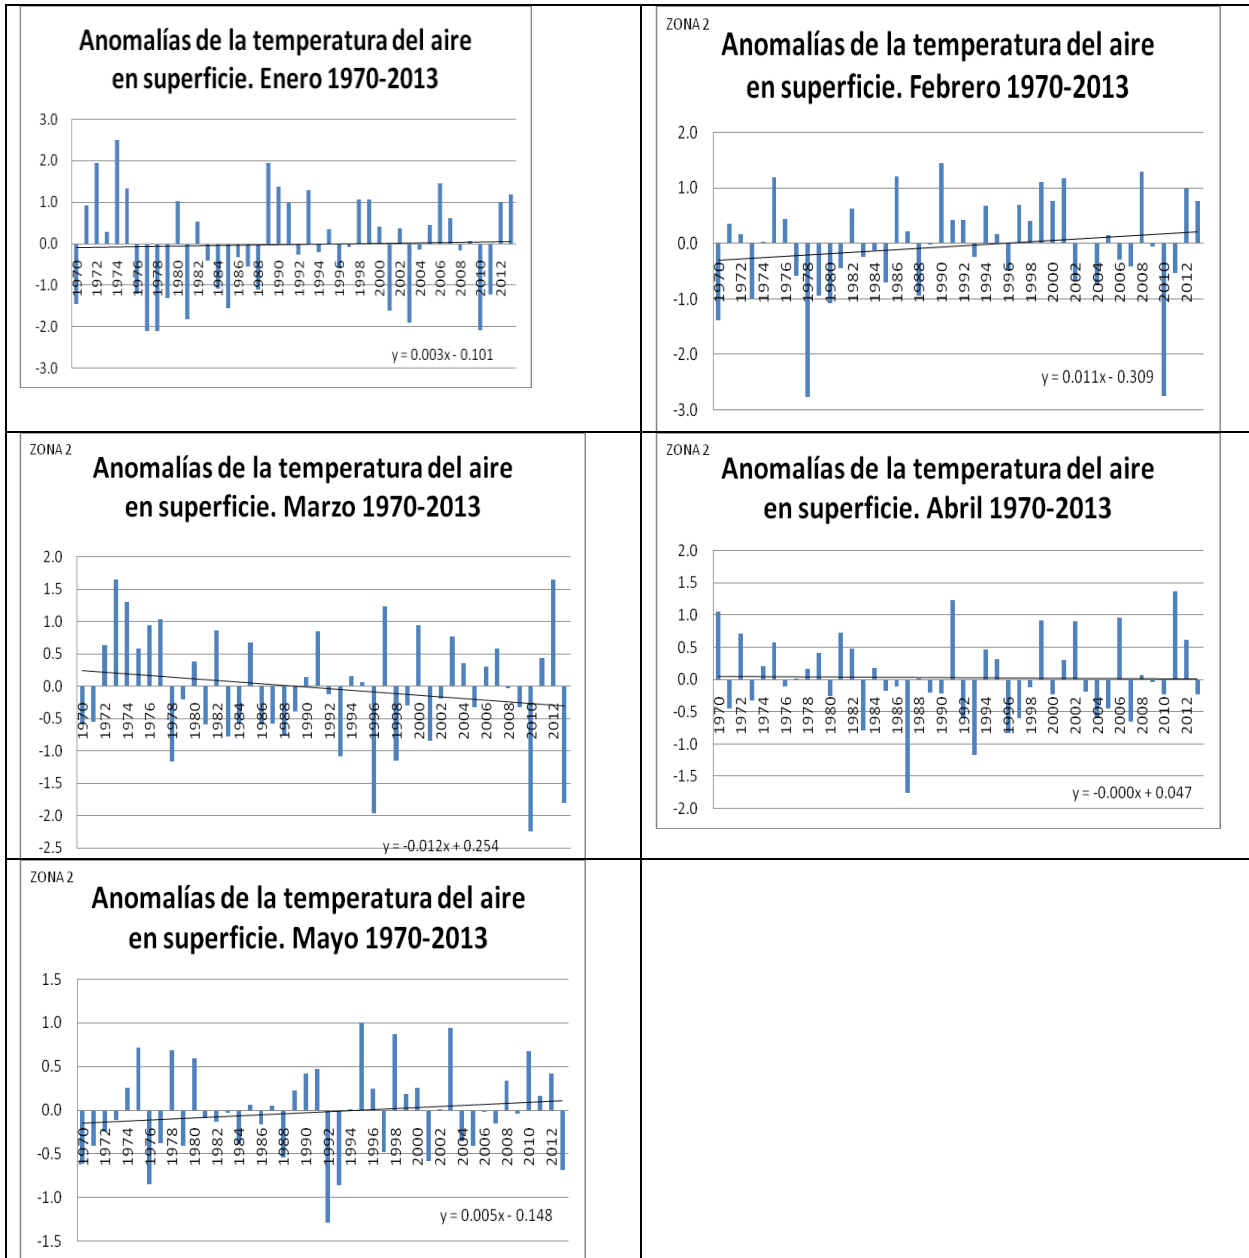 Anomalías de la temperatura del aire
en superficie. Enero 1970-2013
3.0
2.0
1.0
0.0
-1.0
-2.0
-3.0
1970 1972 1974 1976 1978 1980 1982 1984 1986 1988 1990 1992 1994 1996 1998 2000 2002 2004 2006 2008 2010 2012
y = 0.003x - 0.101
ZONA 2
Anomalías de la temperatura del aire
en superficie. Febrero 1970-2013
2.0
1.0
0.0
-1.0
-2.0
-3.0
1970 1972 1974 1976 1978 1980 1982 1984 1986 1988 1990 1992 1994 1996 1998 2000 2002 2004 2006 2008 2010 2012
y = 0.011x - 0.309
ZONA 2
Anomalías de la temperatura del aire
en superficie. Marzo 1970-2013
2.0
1.5
1.0
0.5
0.0
-0.5
-1.0
-1.5
-2.0
-2.5
1970 1972 1974 1976 1978 1980 1982 1984 1986 1988 1990 1992 1994 1996 1998 2000 2002 2004 2006 2008 2010 2012
y = -0.012x + 0.254
ZONA 2
Anomalías de la temperatura del aire
en superficie. Abril 1970-2013
2.0
1.5
1.0
0.5
0.0
-0.5
-1.0
-1.5
-2.0
1970 1972 1974 1976 1978 1980 1982 1984 1986 1988 1990 1992 1994 1996 1998 2000 2002 2004 2006 2008 2010 2012
y = -0.000x + 0.047
ZONA 2
Anomalías de la temperatura del aire
en superficie. Mayo 1970-2013
1.5
1.0
0.5
0.0
-0.5
-1.0
-1.5
1970 1972 1974 1976 1978 1980 1982 1984 1986 1988 1990 1992 1994 1996 1998 2000 2002 2004 2006 2008 2010 2012
y = 0.005x - 0.148